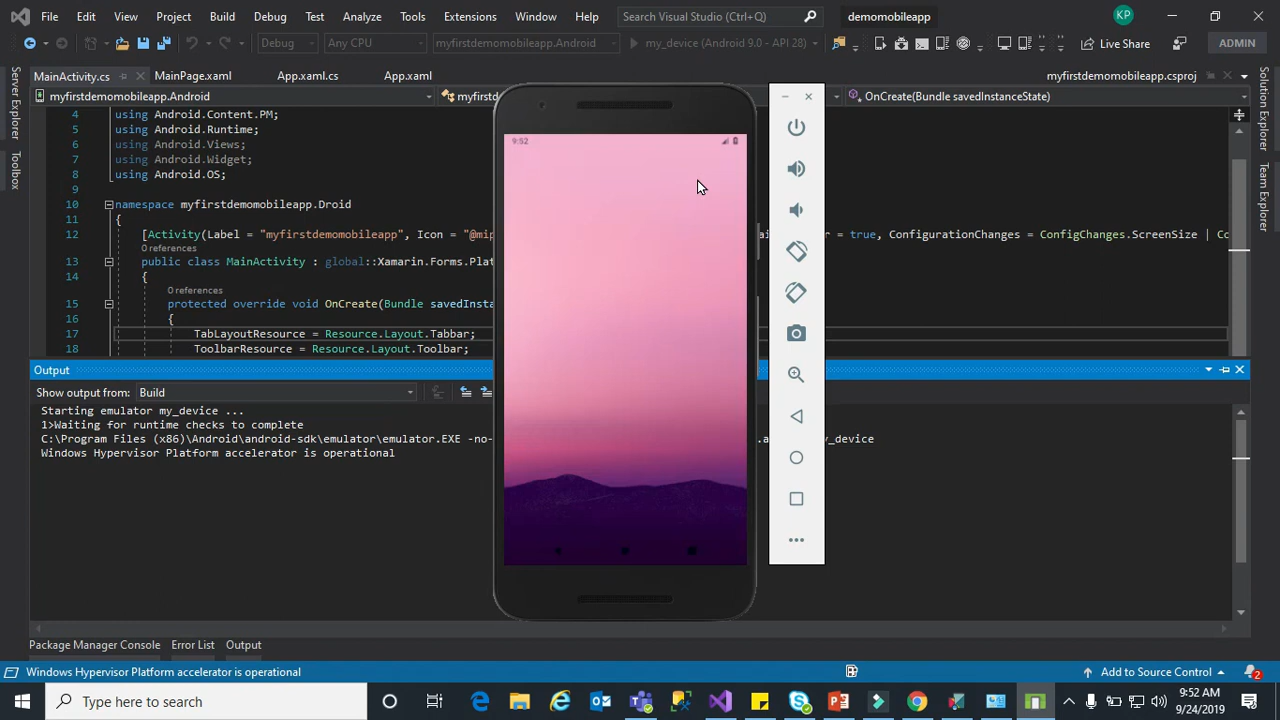 File Edit View Project Build Debug Test Analyze Tools Extensions Window Help Search Visual Studio (Ctrl+Q) demomobileapp KP
Debug Any CPU myfirstdemomobileapp.Android my_device (Android 9.0 - API 28) Live Share ADMIN
MainActivity.cs MainPage.xaml App.xaml.cs App.xaml myfirstdemomobileapp.csproj
myfirstdemomobileapp.Android myfirstd OnCreate(Bundle savedInstanceState)
Server Explorer
Toolbox
Solution Explorer
Team Explorer
4 using Android.Content.PM;
5 using Android.Runtime;
6 using Android.Views;
7 using Android.Widget;
8 using Android.OS;
9
10 namespace myfirstdemomobileapp.Droid
11 {
12 [Activity(Label = "myfirstdemomobileapp", Icon = "@mip r = true, ConfigurationChanges = ConfigChanges.ScreenSize | Co
0 references
13 public class MainActivity : global::Xamarin.Forms.Plat
14 {
0 references
15 protected override void OnCreate(Bundle savedInsta
16 {
17 TabLayoutResource = Resource.Layout.Tabbar;
18 ToolbarResource = Resource.Layout.Toolbar;
9:52
Output
Show output from: Build
Starting emulator my_device ...
1>Waiting for runtime checks to complete
C:\Program Files (x86)\Android\android-sdk\emulator\emulator.EXE -no- y_device
Windows Hypervisor Platform accelerator is operational
Package Manager Console Error List Output
Windows Hypervisor Platform accelerator is operational Add to Source Control 2
Type here to search
9:52 AM
9/24/2019